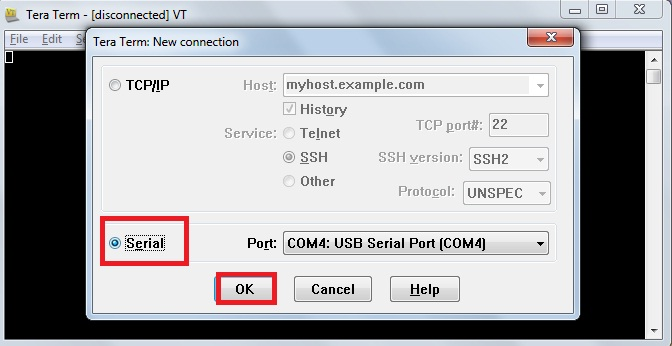 Tera Term - [disconnected] VT
File Edit
Tera Term: New connection
TCP/IP Host: myhost.example.com
History
Service: Telnet TCP port#: 22
SSH SSH version: SSH2
Other Protocol: UNSPEC
Serial Port: COM4: USB Serial Port (COM4)
OK Cancel Help